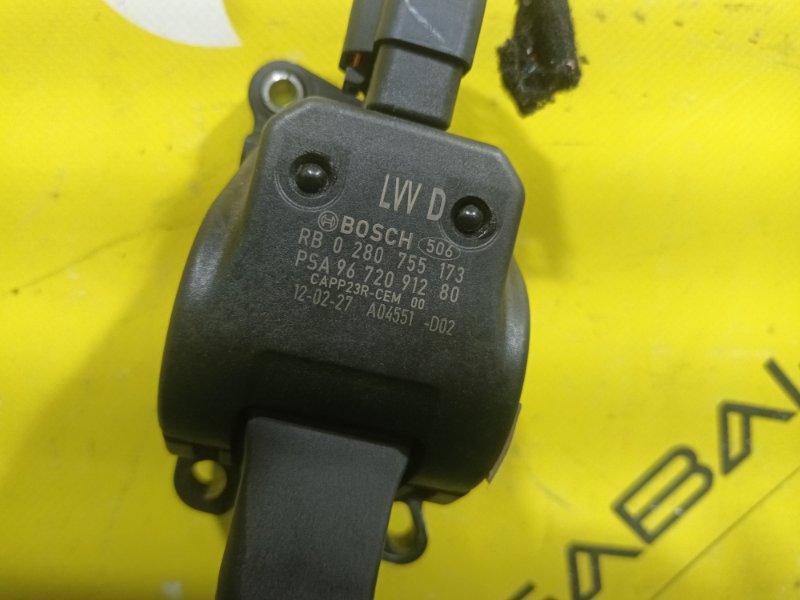 LW D
BOSCH 506
RB 0 280 755 173
PSA 96 720 912 80
CAPP23R-CEM 00
12-02-27 A04551 -D02